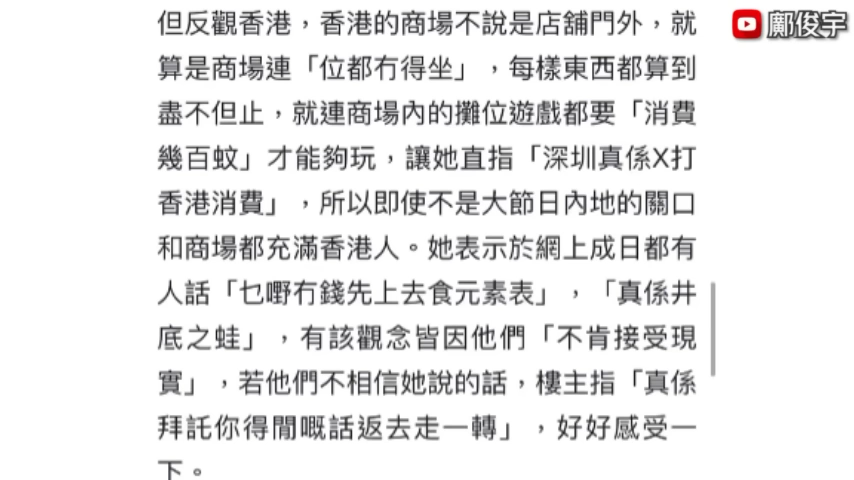 但反觀香港，香港的商場不說是店舖門外，就
算是商場連「位都冇得坐」，每樣東西都算到
盡不但止，就連商場內的攤位遊戲都要「消費
幾百蚊」才能夠玩，讓她直指「深圳真係X打
香港消費」，所以即使不是大節日內地的關口
和商場都充滿香港人。她表示於網上成日都有
人話「乜嘢冇錢先上去食元素表」，「真係井
底之蛙」，有該觀念皆因他們「不肯接受現
實」，若他們不相信她說的話，樓主指「真係
拜託你得閒嘅話返去走一轉」，好好感受一
下。
鄺俊宇